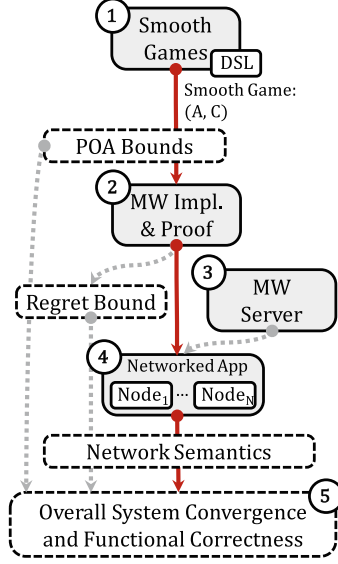 1
Smooth
Games
DSL
Smooth Game:
(A, C)
POA Bounds
2
MW Impl.
& Proof
3
MW
Server
Regret Bound
4
Networked App
Node₁ ··· Node_N
Network Semantics
5
Overall System Convergence
and Functional Correctness